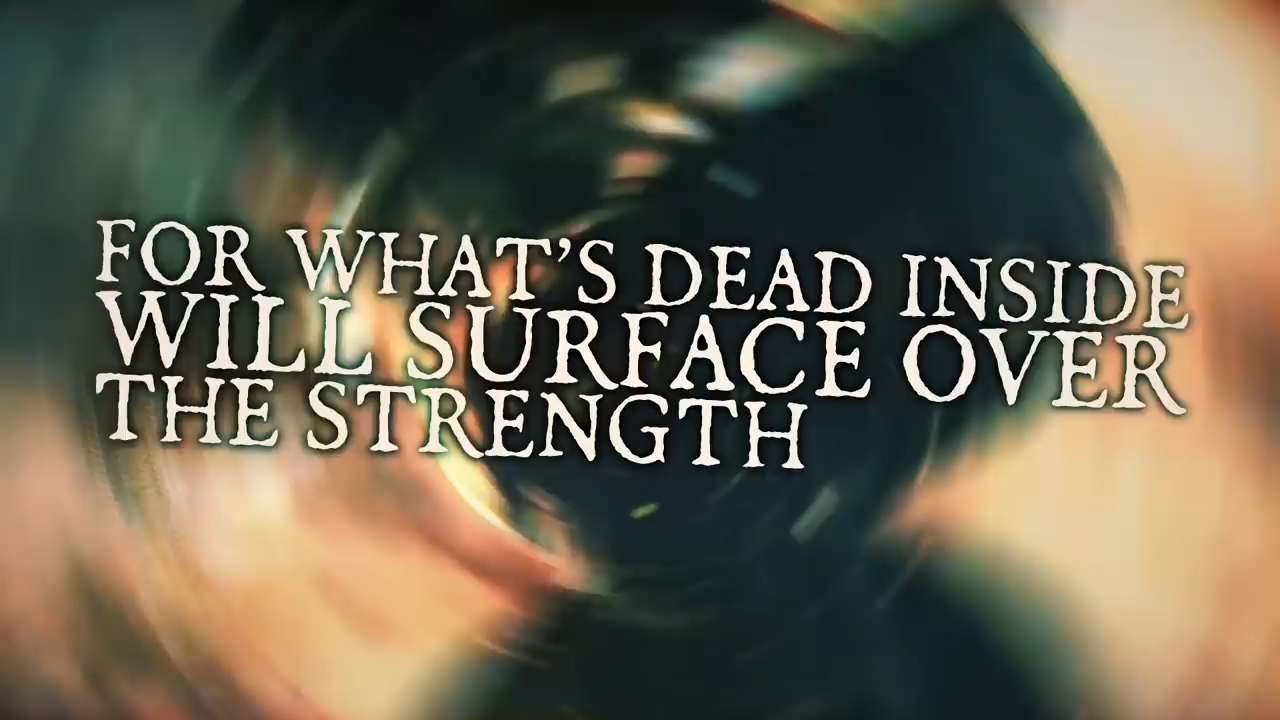 FOR WHAT'S DEAD INSIDE
WILL SURFACE OVER
THE STRENGTH